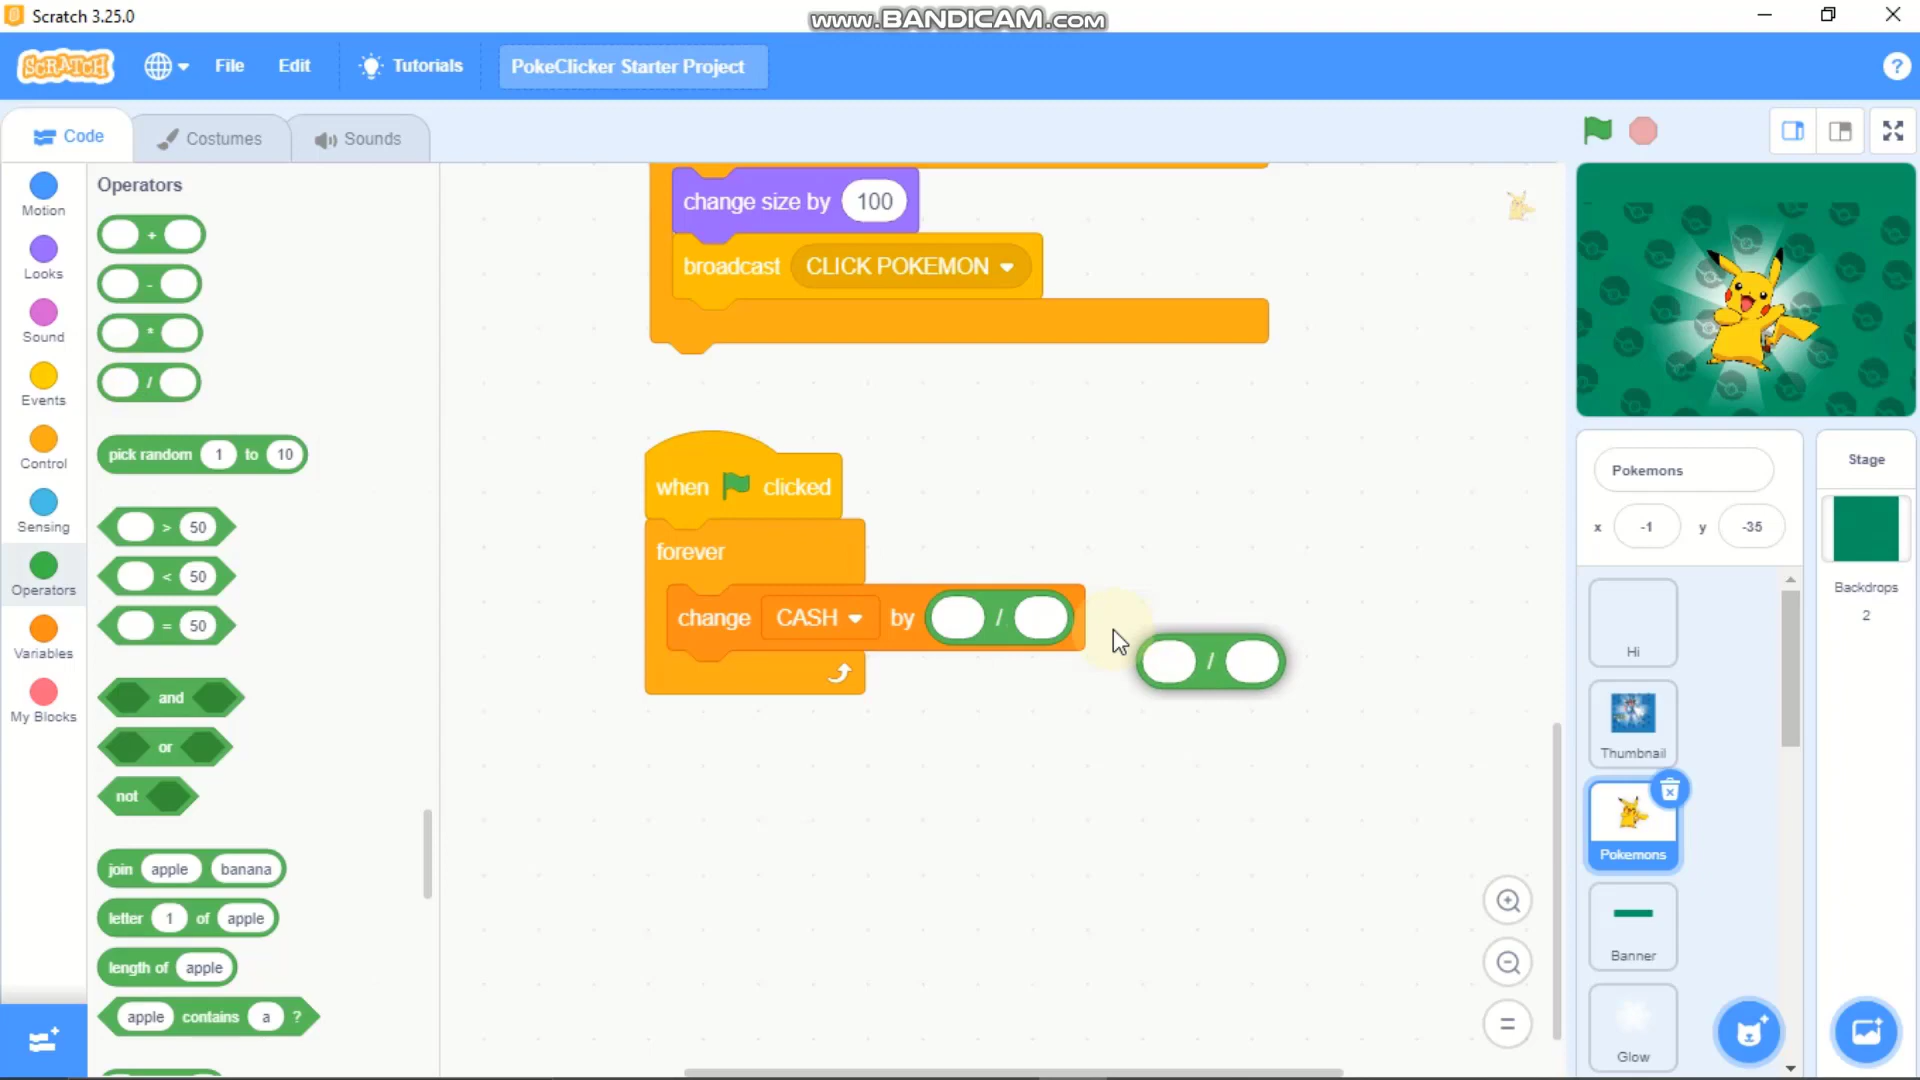 Scratch 3.25.0
www.BANDICAM.com
SCRATCH
File
Edit
Tutorials
PokeClicker Starter Project
?
Code
Costumes
Sounds
Motion
Looks
Sound
Events
Control
Sensing
Operators
Variables
My Blocks
Operators
+
-
*
/
pick random 1 to 10
> 50
< 50
= 50
and
or
not
join apple banana
letter 1 of apple
length of apple
apple contains a ?
change size by 100
broadcast CLICK POKEMON
when clicked
forever
change CASH by /
/
=
Pokemons
x -1 y -35
Hi
Thumbnail
Pokemons
Banner
Glow
Stage
Backdrops
2